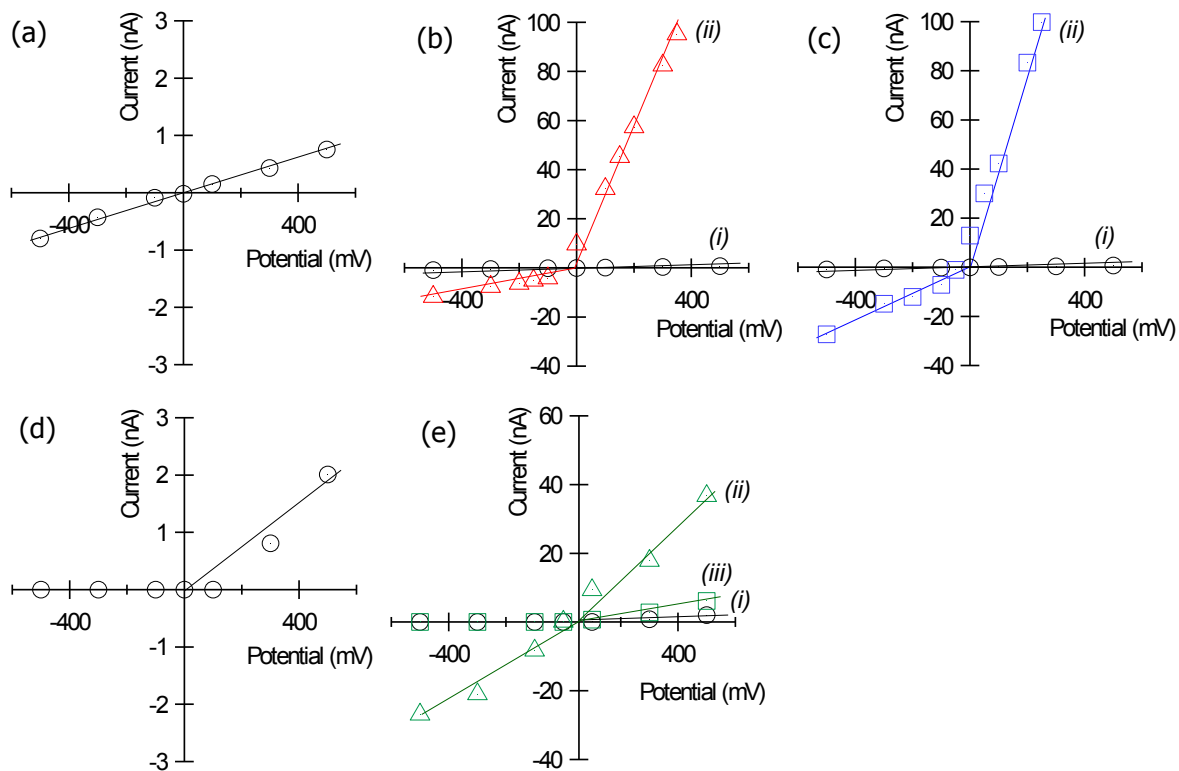 (a)
Current (nA)
3
2
1
-1
-2
-3
-400
400
Potential (mV)
(b)
Current (nA)
100
80
60
40
20
-20
-40
-400
400
Potential (mV)
(ii)
(i)
(c)
Current (nA)
100
80
60
40
20
-20
-40
-400
400
Potential (mV)
(ii)
(i)
(d)
Current (nA)
3
2
1
-1
-2
-3
-400
400
Potential (mV)
(e)
Current (nA)
60
40
20
-20
-40
-400
400
Potential (mV)
(ii)
(iii)
(i)